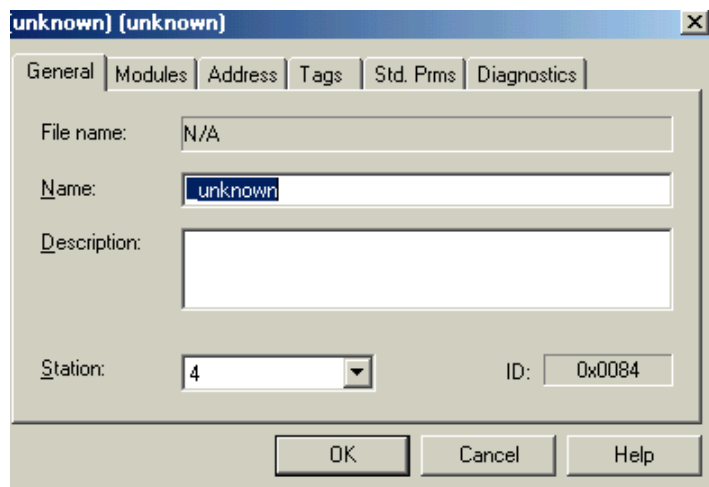 (unknown) (unknown)
General Modules Address Tags Std. Prms Diagnostics
File name: N/A
Name: _unknown
Description:
Station: 4 ID: 0x0084
OK Cancel Help